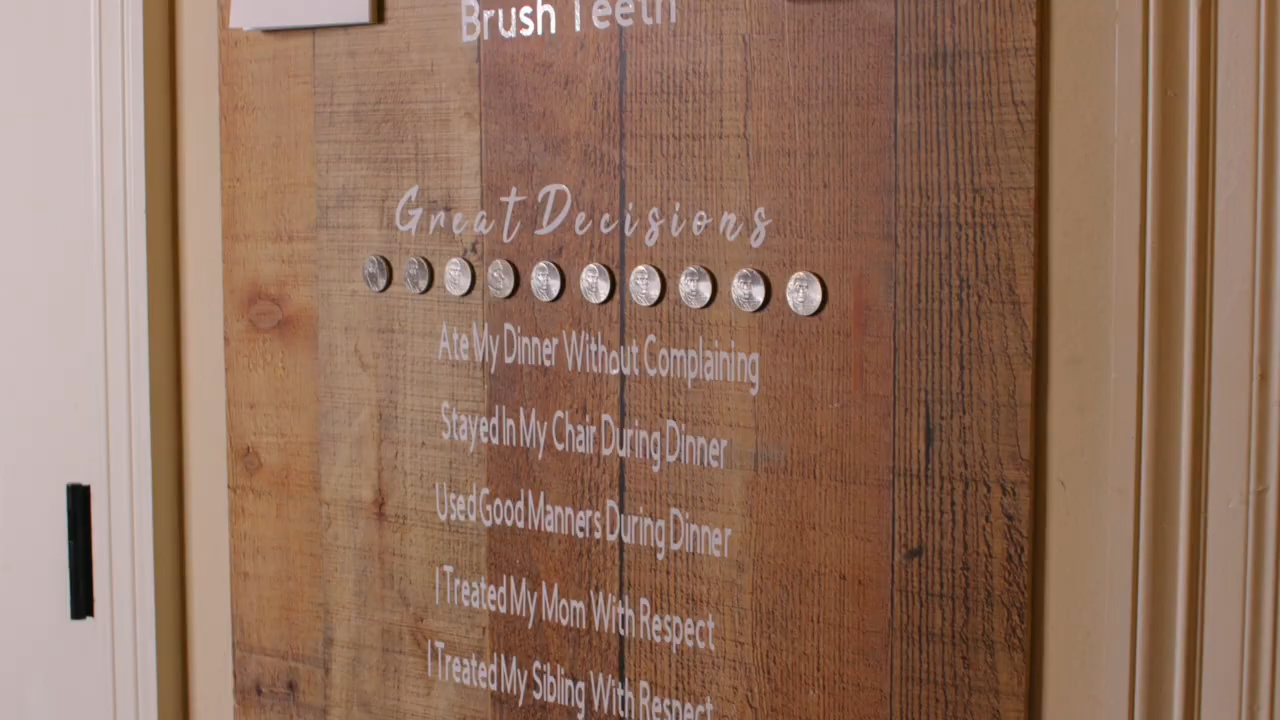 Brush Teeth
Great Decisions
Ate My Dinner Without Complaining
Stayed In My Chair During Dinner
Used Good Manners During Dinner
I Treated My Mom With Respect
I Treated My Sibling With Respect